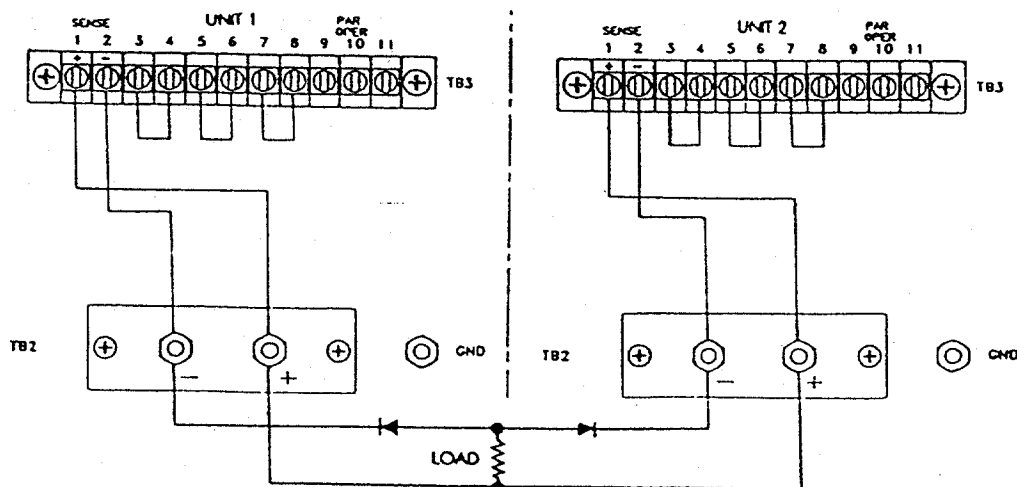 SENSE UNIT 1 PAR OPER
1 2 3 4 5 6 7 8 9 10 11
+ −
TB3
TB2
− +
GND
SENSE UNIT 2 PAR OPER
1 2 3 4 5 6 7 8 9 10 11
+ −
TB3
TB2
− +
GND
LOAD